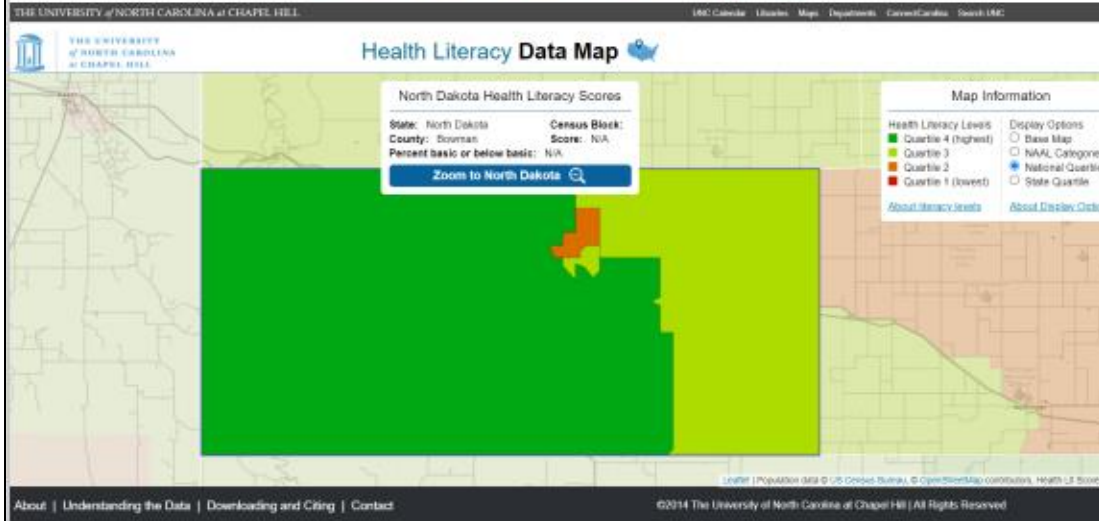 THE UNIVERSITY of NORTH CAROLINA at CHAPEL HILL
UNC Calendar Libraries Maps Departments ConnectCarolina Search UNC
THE UNIVERSITY
of NORTH CAROLINA
at CHAPEL HILL
Health Literacy Data Map
North Dakota Health Literacy Scores
State: North Dakota Census Block:
County: Bowman Score: N/A
Percent basic or below basic: N/A
Zoom to North Dakota
Map Information
Health Literacy Levels
Quartile 4 (highest)
Quartile 3
Quartile 2
Quartile 1 (lowest)
About literacy levels
Display Options
Base Map
NAAL Categorie
National Quartile
State Quartile
About Display Optio
Leaflet | Population data © US Census Bureau, © OpenStreetMap contributors, Health Lit Score
About | Understanding the Data | Downloading and Citing | Contact
©2014 The University of North Carolina at Chapel Hill | All Rights Reserved